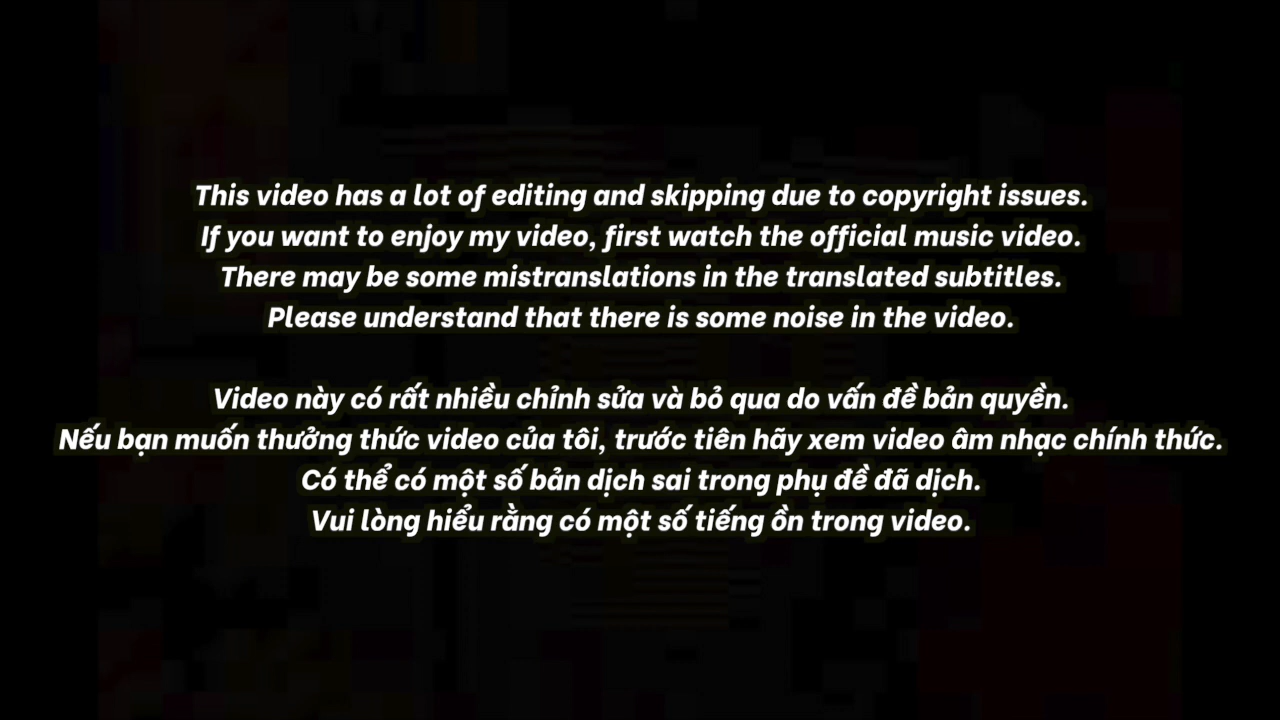 This video has a lot of editing and skipping due to copyright issues.
If you want to enjoy my video, first watch the official music video.
There may be some mistranslations in the translated subtitles.
Please understand that there is some noise in the video.
Video này có rất nhiều chỉnh sửa và bỏ qua do vấn đề bản quyền.
Nếu bạn muốn thưởng thức video của tôi, trước tiên hãy xem video âm nhạc chính thức.
Có thể có một số bản dịch sai trong phụ đề đã dịch.
Vui lòng hiểu rằng có một số tiếng ồn trong video.